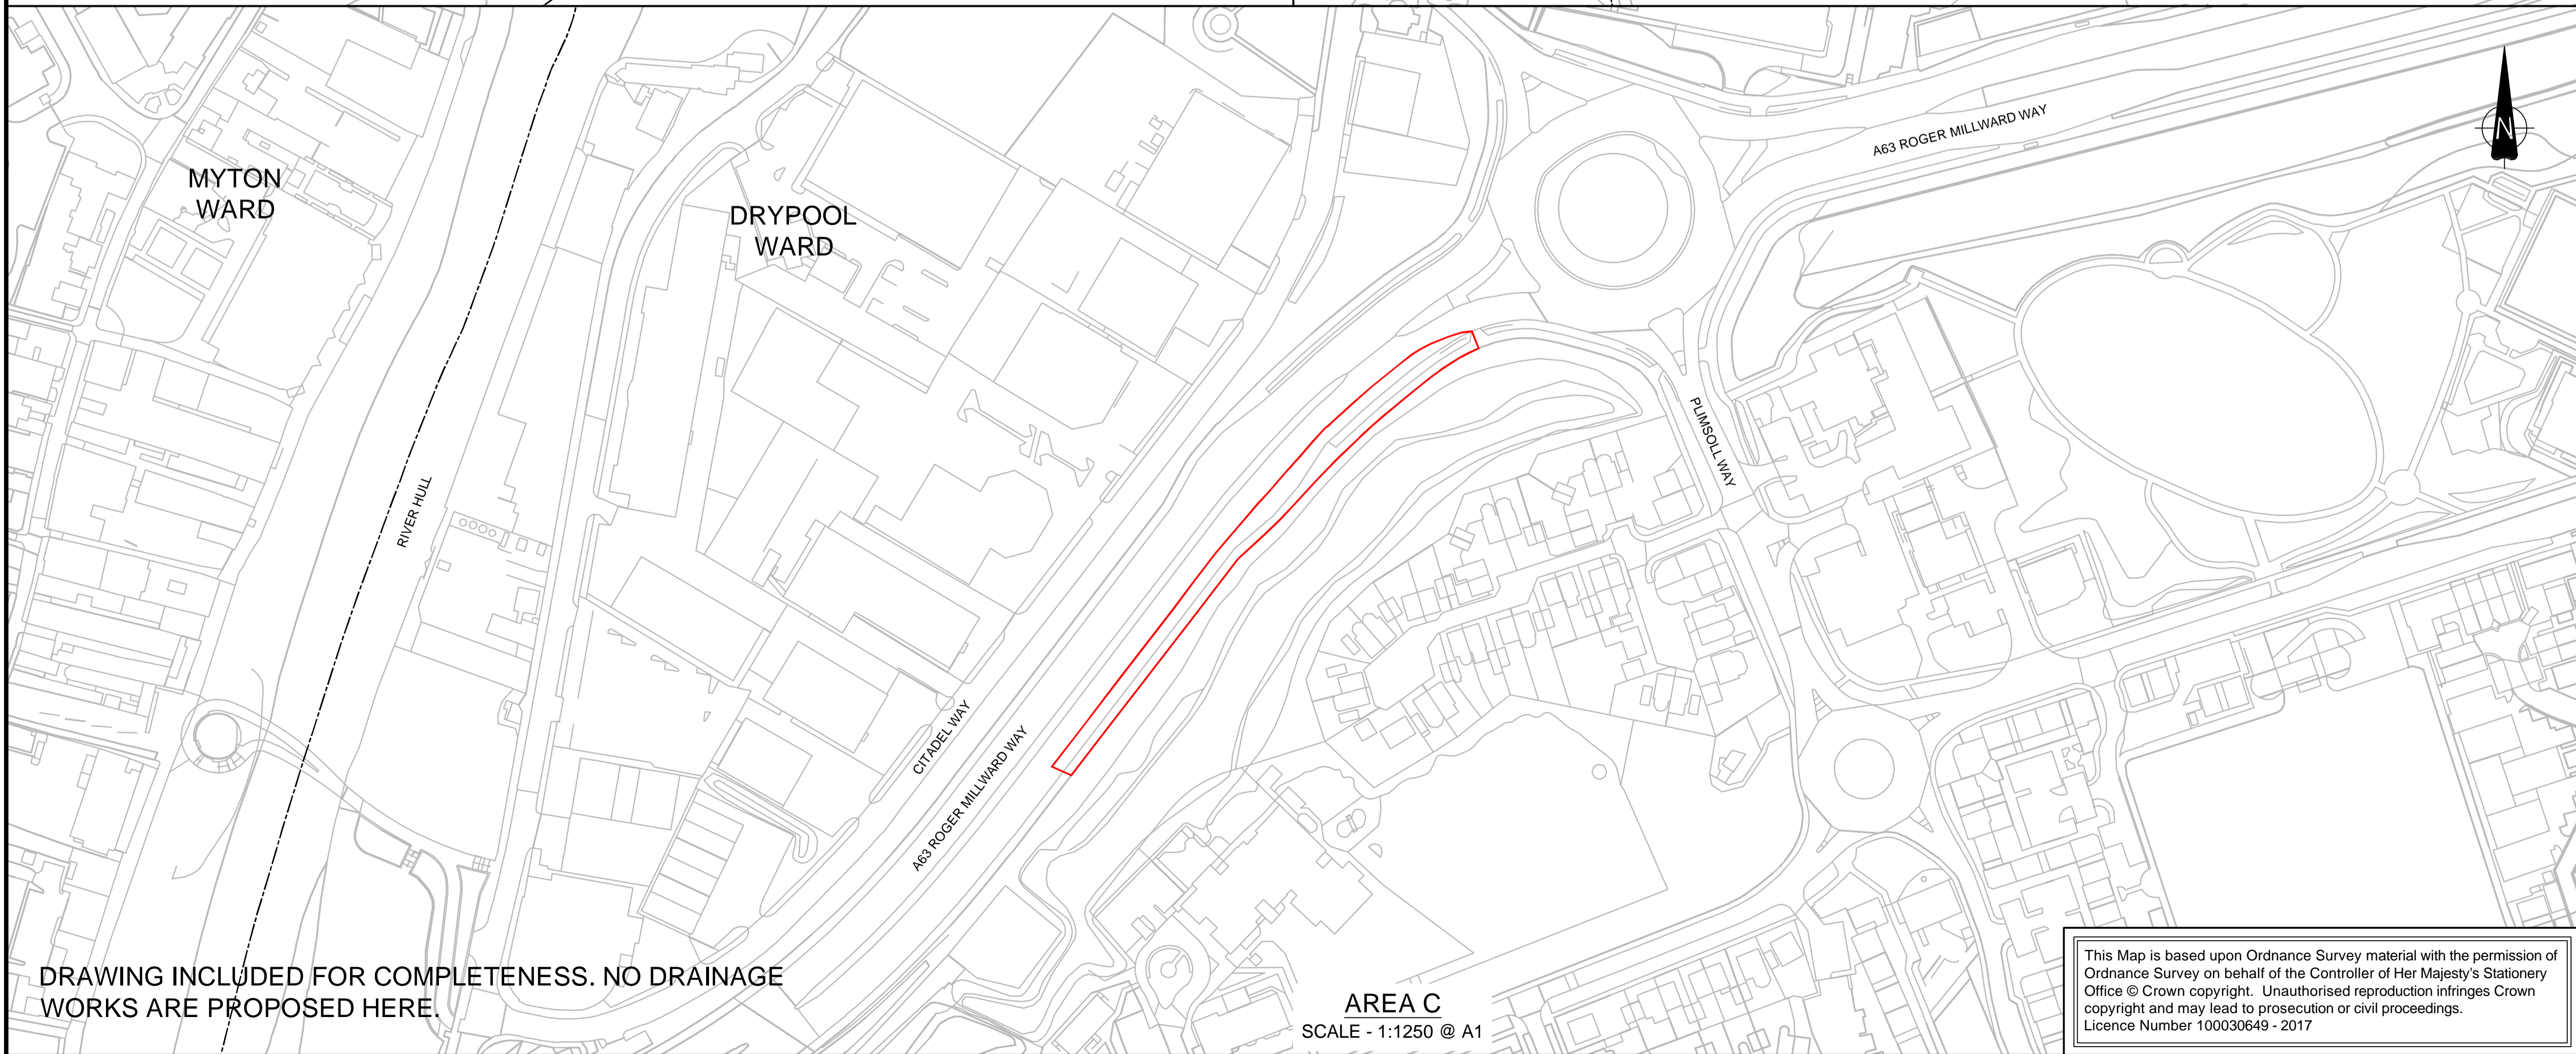 A63 ROGER MILLWARD WAY
N
MYTON
WARD
DRYPOOL
WARD
RIVER HULL
PLIMSOLL WAY
CITADEL WAY
A63 ROGER MILLWARD WAY
DRAWING INCLUDED FOR COMPLETENESS. NO DRAINAGE
WORKS ARE PROPOSED HERE.
AREA C
SCALE - 1:1250 @ A1
This Map is based upon Ordnance Survey material with the permission of
Ordnance Survey on behalf of the Controller of Her Majesty's Stationery
Office © Crown copyright. Unauthorised reproduction infringes Crown
copyright and may lead to prosecution or civil proceedings.
Licence Number 100030649 - 2017